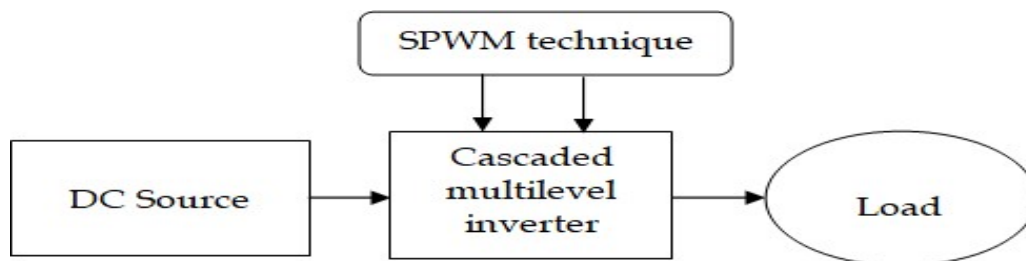 SPWM technique
DC Source
Cascaded
multilevel
inverter
Load